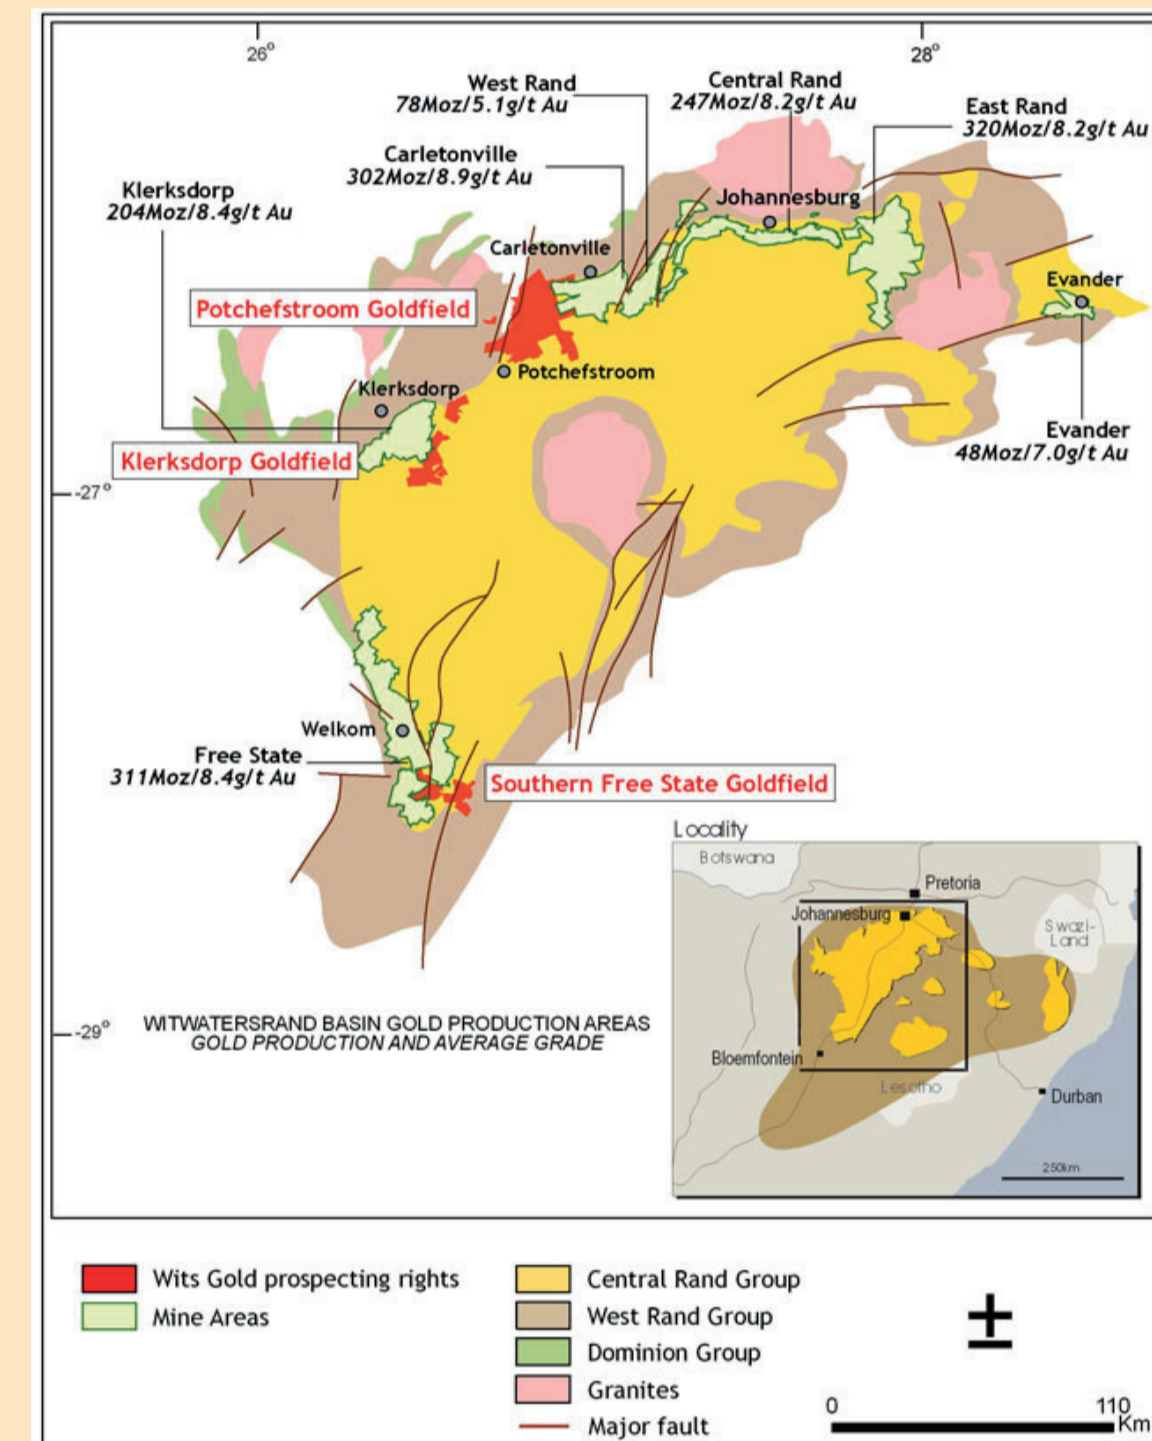 26°
28°
West Rand
78Moz/5.1g/t Au
Central Rand
247Moz/8.2g/t Au
East Rand
320Moz/8.2g/t Au
Carletonville
302Moz/8.9g/t Au
Klerksdorp
204Moz/8.4g/t Au
Johannesburg
Carletonville
Evander
Potchefstroom Goldfield
Potchefstroom
Klerksdorp
Evander
48Moz/7.0g/t Au
Klerksdorp Goldfield
-27°
Welkom
Free State
311Moz/8.4g/t Au
Southern Free State Goldfield
Locality
Botswana
Pretoria
Johannesburg
Swazi-
Land
Bloemfontein
Lesotho
Durban
250km
-29°
WITWATERSRAND BASIN GOLD PRODUCTION AREAS
GOLD PRODUCTION AND AVERAGE GRADE
Wits Gold prospecting rights
Mine Areas
Central Rand Group
West Rand Group
Dominion Group
Granites
Major fault
±
0
110
Km